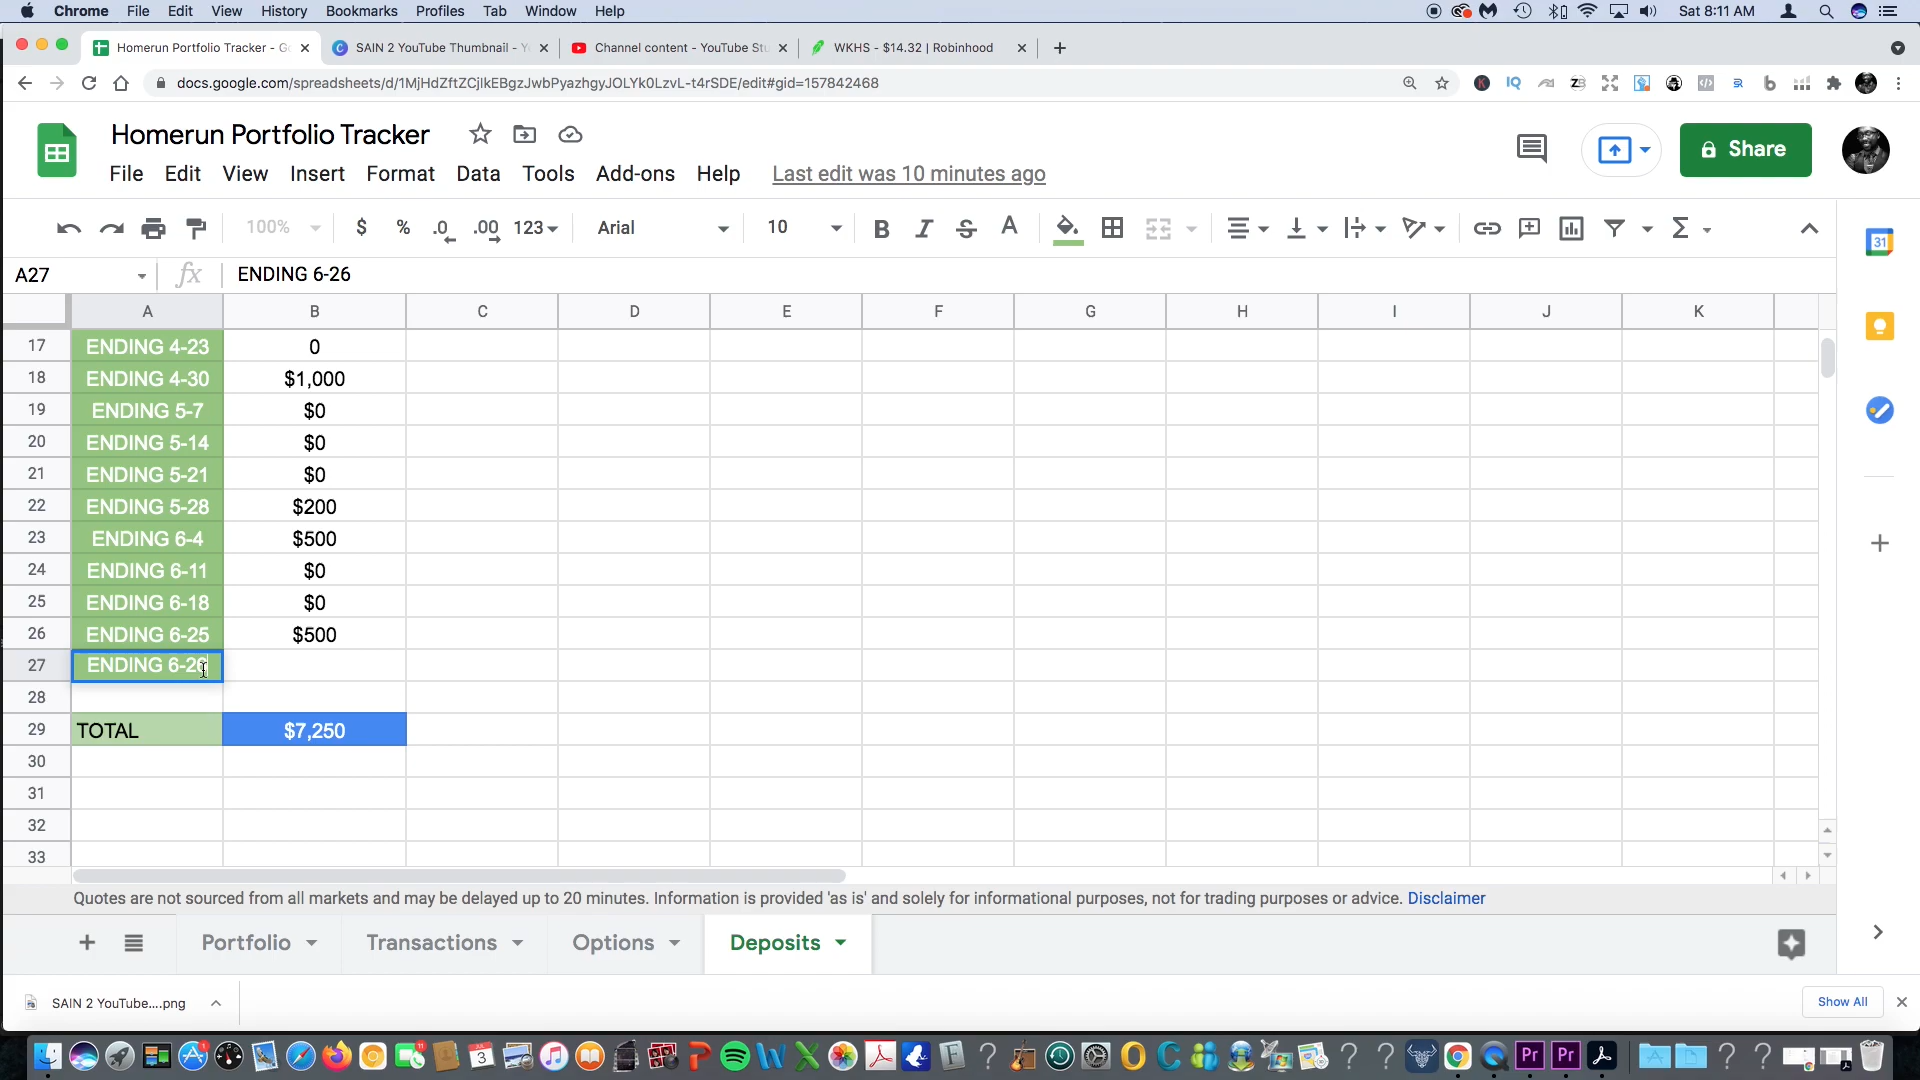 Chrome File Edit View History Bookmarks Profiles Tab Window Help Sat 8:11 AM
Homerun Portfolio Tracker - G SAIN 2 YouTube Thumbnail - Y Channel content - YouTube Stu WKHS - $14.32 | Robinhood
docs.google.com/spreadsheets/d/1MjHdZftZCjlkEBgzJwbPyazhgyJOLYk0LzvL-t4rSDE/edit#gid=157842468
Homerun Portfolio Tracker
Share
File Edit View Insert Format Data Tools Add-ons Help Last edit was 10 minutes ago
100% $ % .0 .00 123 Arial 10 B I S A
A27 fx ENDING 6-26
A B C D E F G H I J K
17 ENDING 4-23 0
18 ENDING 4-30 $1,000
19 ENDING 5-7 $0
20 ENDING 5-14 $0
21 ENDING 5-21 $0
22 ENDING 5-28 $200
23 ENDING 6-4 $500
24 ENDING 6-11 $0
25 ENDING 6-18 $0
26 ENDING 6-25 $500
27 ENDING 6-26
28
29 TOTAL $7,250
30
31
32
33
Quotes are not sourced from all markets and may be delayed up to 20 minutes. Information is provided 'as is' and solely for informational purposes, not for trading purposes or advice. Disclaimer
Portfolio Transactions Options Deposits
SAIN 2 YouTube....png Show All